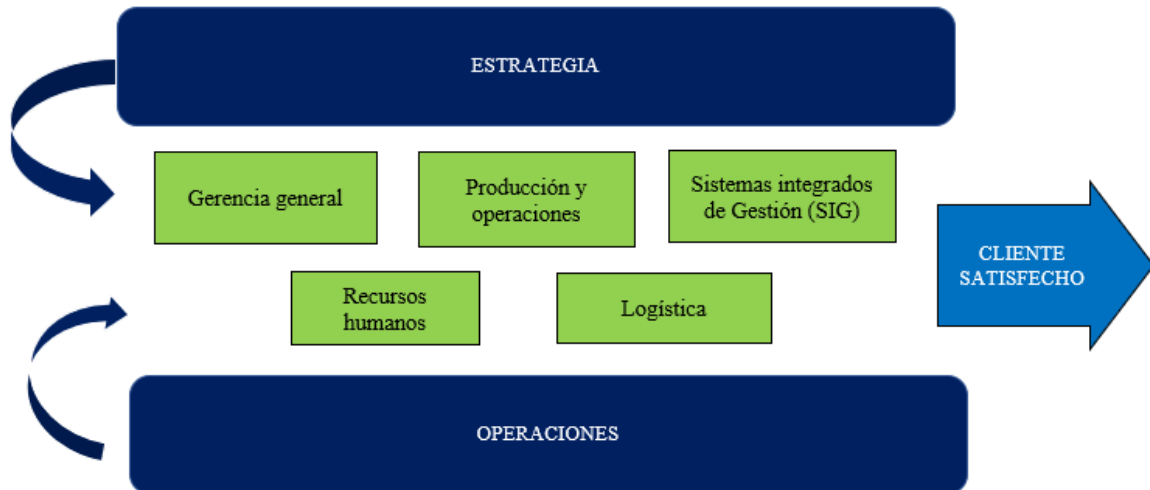 ESTRATEGIA
Gerencia general
Producción y
operaciones
Sistemas integrados
de Gestión (SIG)
Recursos
humanos
Logística
CLIENTE
SATISFECHO
OPERACIONES